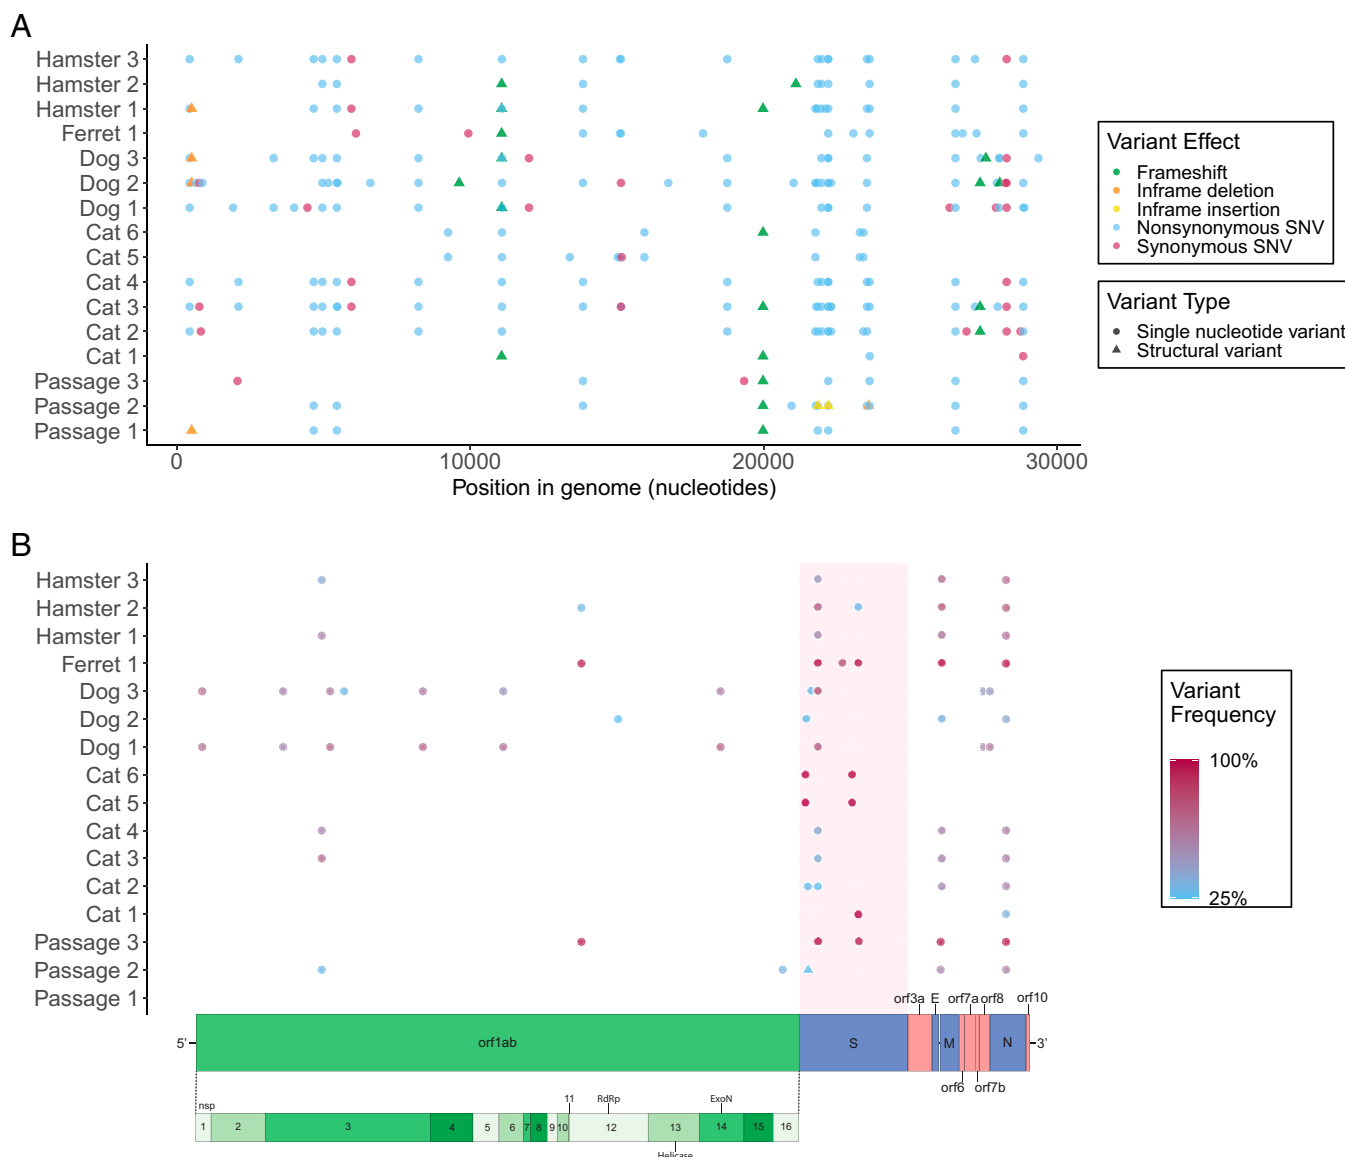 A
Hamster 3
Hamster 2
Hamster 1
Ferret 1
Dog 3
Dog 2
Dog 1
Cat 6
Cat 5
Cat 4
Cat 3
Cat 2
Cat 1
Passage 3
Passage 2
Passage 1
0 10000 20000 30000
Position in genome (nucleotides)
Variant Effect
Frameshift
Inframe deletion
Inframe insertion
Nonsynonymous SNV
Synonymous SNV
Variant Type
Single nucleotide variant
Structural variant
B
Hamster 3
Hamster 2
Hamster 1
Ferret 1
Dog 3
Dog 2
Dog 1
Cat 6
Cat 5
Cat 4
Cat 3
Cat 2
Cat 1
Passage 3
Passage 2
Passage 1
Variant
Frequency
100%
25%
orf3a E orf7a orf8 orf10
5' orf1ab S M N 3'
orf6 orf7b
nsp 11 RdRp ExoN
1 2 3 4 5 6 7 8 9 10 12 13 14 15 16
Helicase